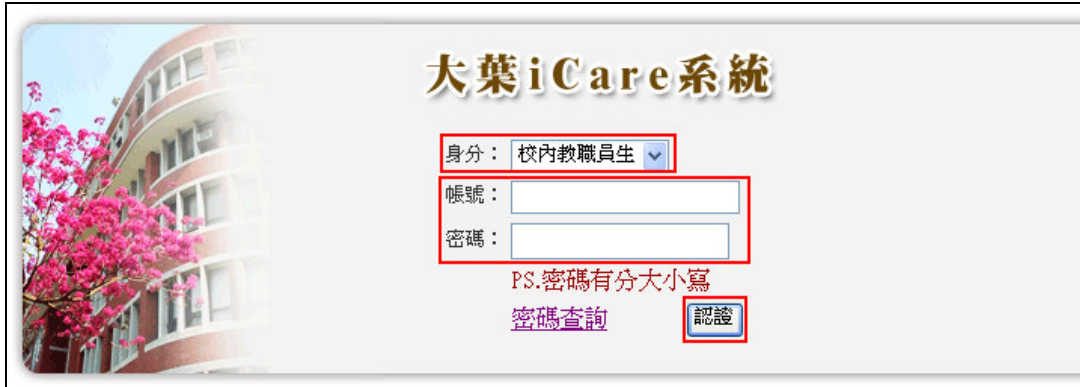 大葉iCare系統
身分： 校內教職員生
帳號：
密碼：
PS.密碼有分大小寫
密碼查詢 認證